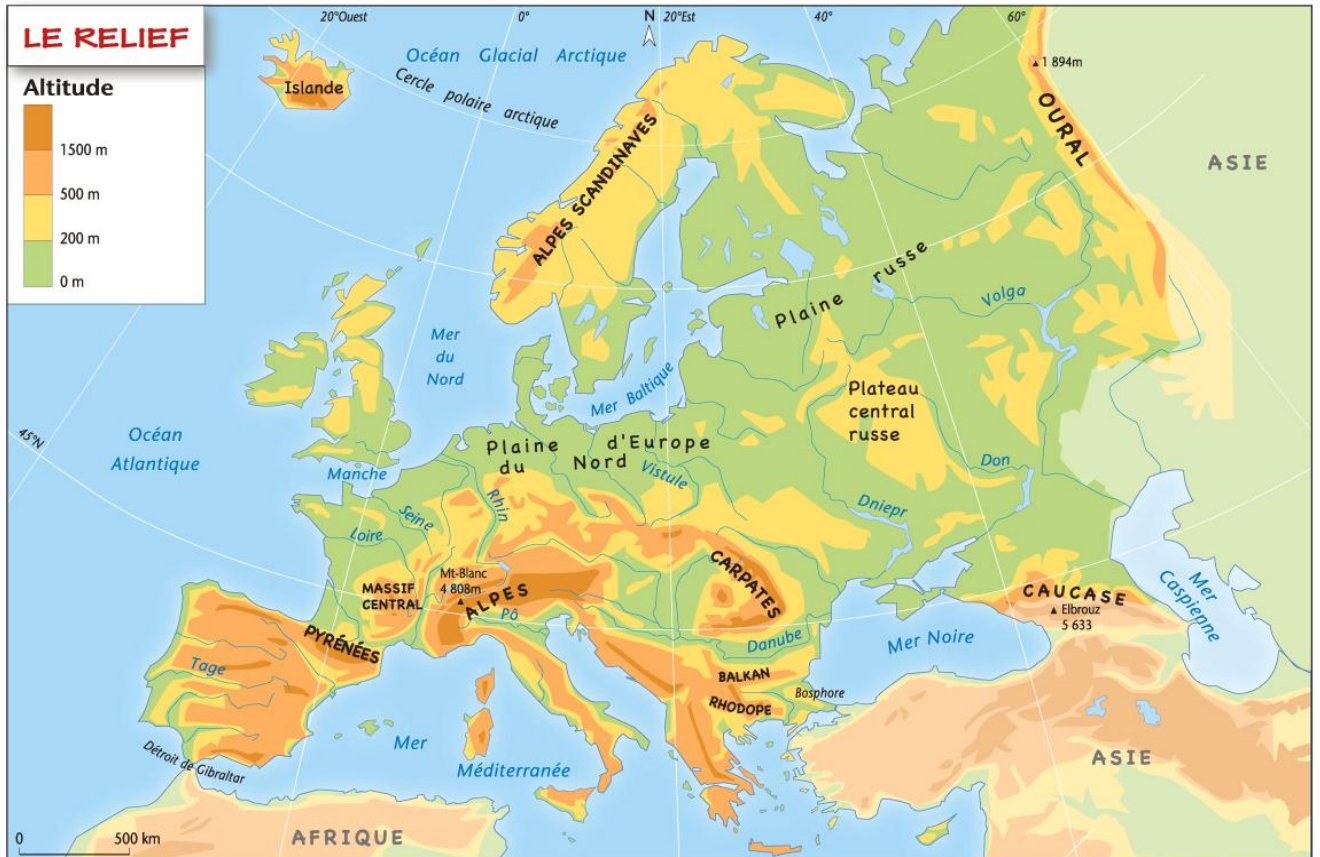 LE RELIEF
Altitude
1500 m
500 m
200 m
0 m
20°Ouest
0°
N
20°Est
40°
60°
Océan Glacial Arctique
Cercle polaire arctique
Islande
1 894m
OURAL
ASIE
ALPES SCANDINAVES
Plaine russe
Volga
Mer
du
Nord
Mer Baltique
Plateau
central
russe
45°N
Océan
Atlantique
Plaine d'Europe
du Nord
Vistule
Don
Manche
Rhin
Seine
Dniepr
Loire
Mt-Blanc
4 808m
MASSIF
CENTRAL
ALPES
CARPATES
CAUCASE
Elbrouz
5 633
Mer
Caspienne
Pô
PYRÉNÉES
Danube
Mer Noire
Tage
BALKAN
RHODOPE
Bosphore
Mer
Méditerranée
Détroit de Gibraltar
ASIE
AFRIQUE
0 500 km